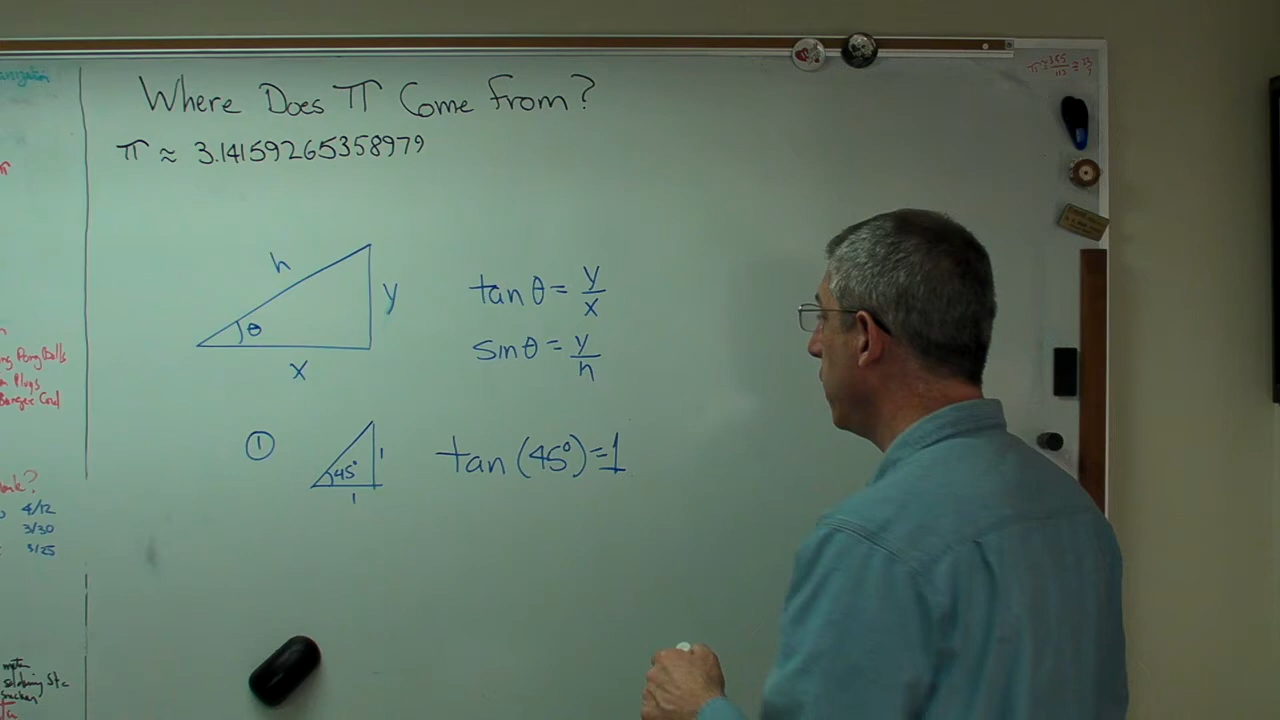 Where Does π Come From?
π ≈ 3.14159265358979
h
y
θ
x
tan θ = y/x
sin θ = y/h
①
45°
1
1
tan (45°) = 1
4/12
3/30
3/25